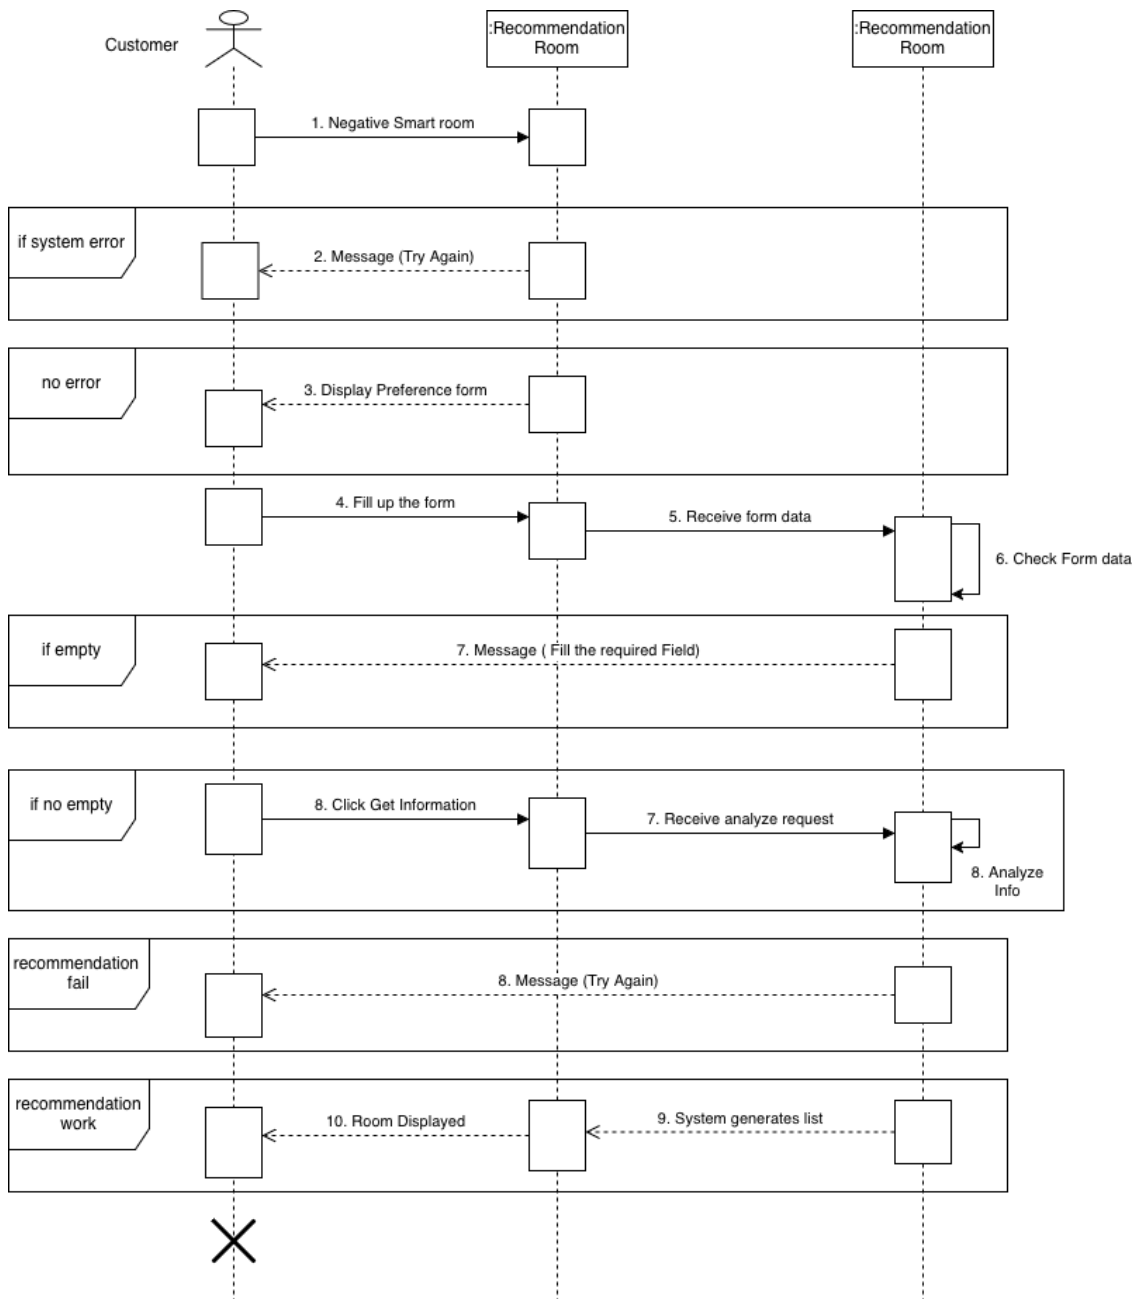 Customer
:Recommendation
Room
:Recommendation
Room
1. Negative Smart room
if system error
2. Message (Try Again)
no error
3. Display Preference form
4. Fill up the form
5. Receive form data
6. Check Form data
if empty
7. Message ( Fill the required Field)
if no empty
8. Click Get Information
7. Receive analyze request
8. Analyze
Info
recommendation
fail
8. Message (Try Again)
recommendation
work
10. Room Displayed
9. System generates list